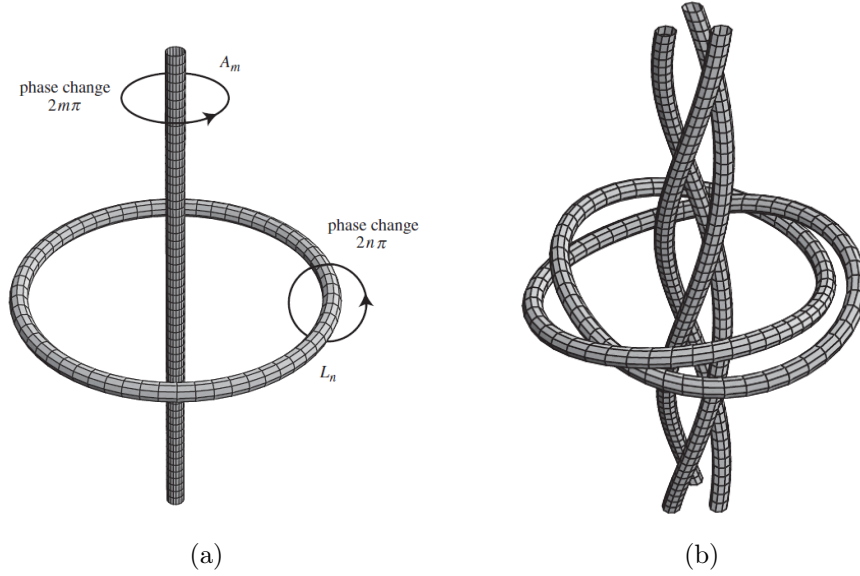 A_m
phase change
2mπ
phase change
2nπ
L_n
(a)
(b)